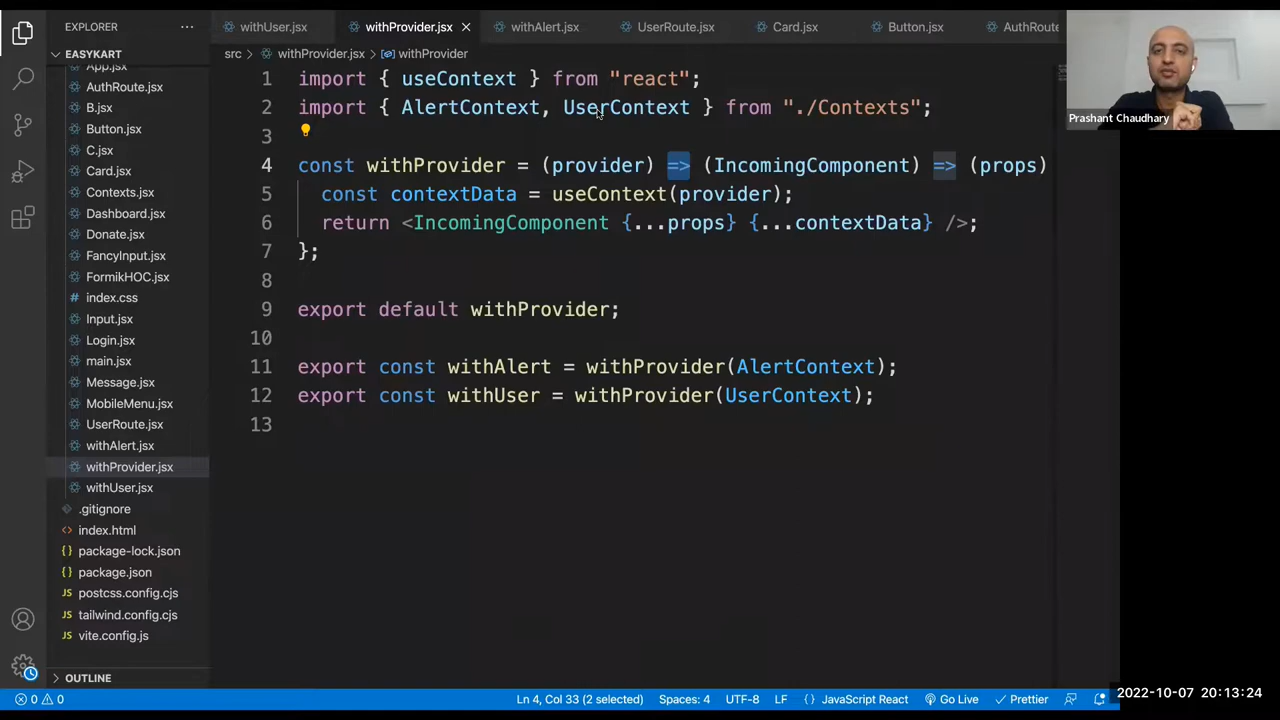 EXPLORER
···
EASYKART
App.jsx
AuthRoute.jsx
B.jsx
Button.jsx
C.jsx
Card.jsx
Contexts.jsx
Dashboard.jsx
Donate.jsx
FancyInput.jsx
FormikHOC.jsx
index.css
Input.jsx
Login.jsx
main.jsx
Message.jsx
MobileMenu.jsx
UserRoute.jsx
withAlert.jsx
withProvider.jsx
withUser.jsx
.gitignore
index.html
package-lock.json
package.json
postcss.config.cjs
tailwind.config.cjs
vite.config.js
OUTLINE
withUser.jsx withProvider.jsx withAlert.jsx UserRoute.jsx Card.jsx Button.jsx AuthRoute
src > withProvider.jsx > withProvider
1 import { useContext } from "react";
2 import { AlertContext, UserContext } from "./Contexts";
3
4 const withProvider = (provider) => (IncomingComponent) => (props)
5 const contextData = useContext(provider);
6 return <IncomingComponent {...props} {...contextData} />;
7 };
8
9 export default withProvider;
10
11 export const withAlert = withProvider(AlertContext);
12 export const withUser = withProvider(UserContext);
13
Prashant Chaudhary
0 0 Ln 4, Col 33 (2 selected) Spaces: 4 UTF-8 LF {} JavaScript React Go Live Prettier
2022-10-07 20:13:24